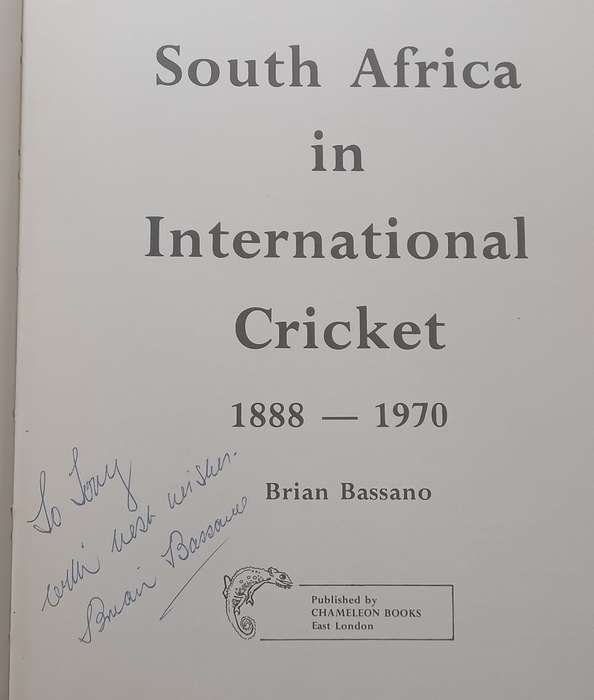 South Africa
in
International
Cricket
1888 — 1970
Brian Bassano
To Tony
with best wishes.
Brian Bassano
Published by
CHAMELEON BOOKS
East London